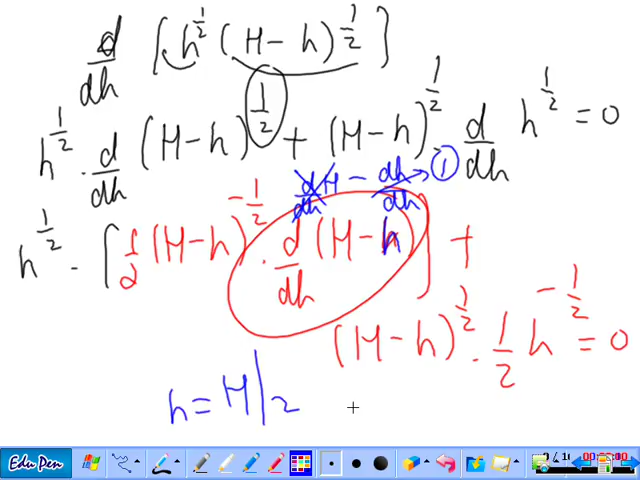 d/dh [h^1/2 (H-h)^1/2]
h^1/2 · d/dh (H-h)^1/2 + (H-h)^1/2 · d/dh h^1/2 = 0
d/dh H - dh/dh → 1
h^1/2 · [1/2 (H-h)^-1/2 · d/dh (H-h)] +
(H-h)^1/2 · 1/2 h^-1/2 = 0
h = H/2
Edu Pen